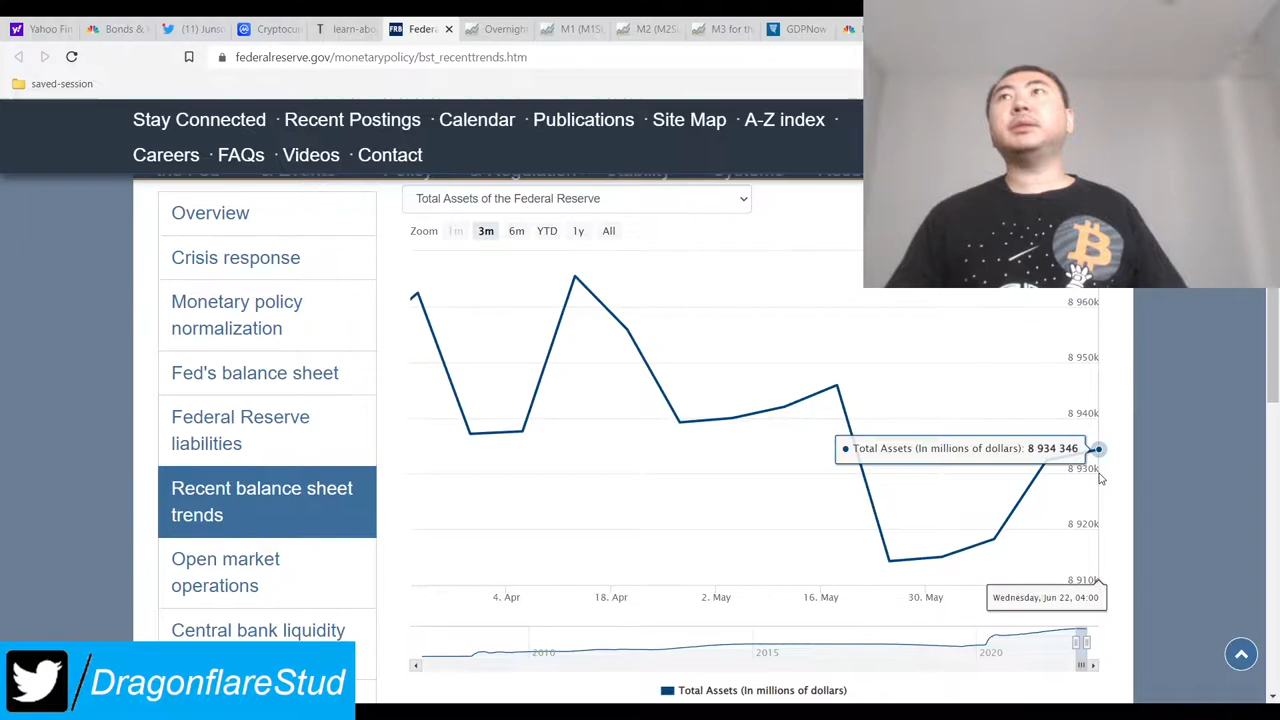 Yahoo Fin
Bonds &
(11) Junso
Cryptocur
learn-abo
FRB
Feder
Overnight
M1 (M1S
M2 (M2S
M3 for th
GDPNow
federalreserve.gov/monetarypolicy/bst_recenttrends.htm
saved-session
Stay Connected · Recent Postings · Calendar · Publications · Site Map · A-Z index ·
Careers · FAQs · Videos · Contact
Overview
Crisis response
Monetary policy
normalization
Fed's balance sheet
Federal Reserve
liabilities
Recent balance sheet
trends
Open market
operations
Central bank liquidity
Total Assets of the Federal Reserve
Zoom 1m 3m 6m YTD 1y All
8 960k
8 950k
8 940k
Total Assets (In millions of dollars): 8 934 346
8 930k
8 920k
8 910k
4. Apr 18. Apr 2. May 16. May 30. May
Wednesday, Jun 22, 04:00
2010 2015 2020
Total Assets (In millions of dollars)
/DragonflareStud